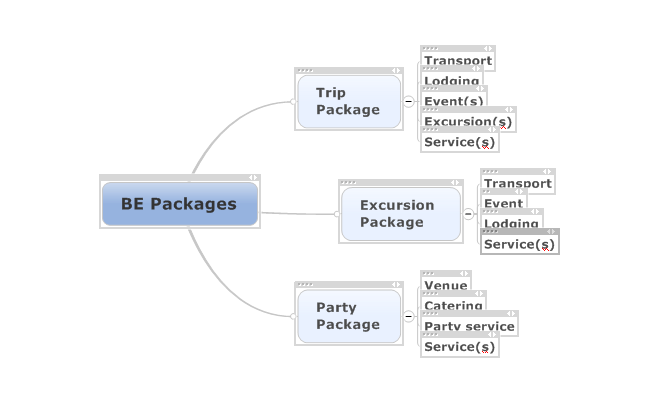 Trip
Package
Transport
Lodging
Event(s)
Excursion(s)
Service(s)
BE Packages
Excursion
Package
Transport
Event
Lodging
Service(s)
Party
Package
Venue
Catering
Party service
Service(s)